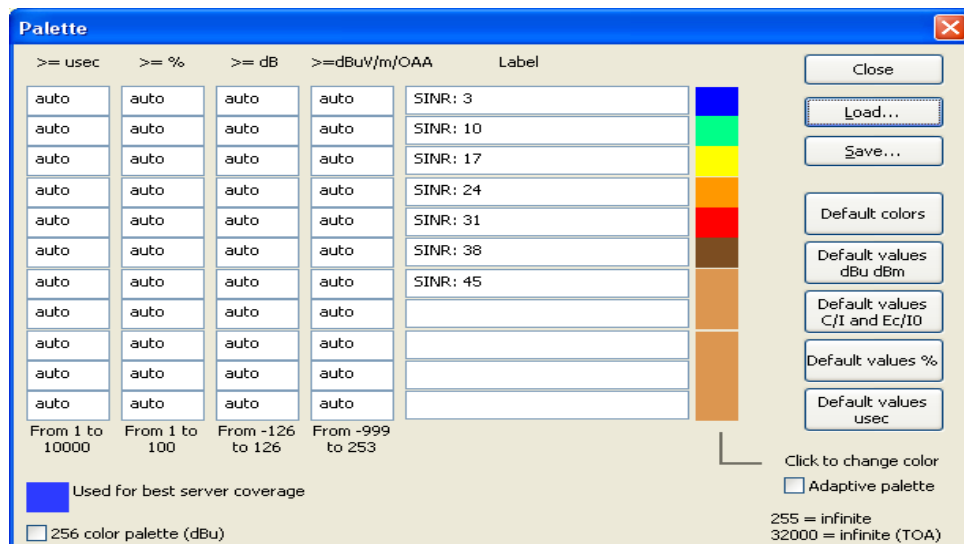 Palette
>= usec >= % >= dB >=dBuV/m/OAA Label
auto auto auto auto SINR: 3
auto auto auto auto SINR: 10
auto auto auto auto SINR: 17
auto auto auto auto SINR: 24
auto auto auto auto SINR: 31
auto auto auto auto SINR: 38
auto auto auto auto SINR: 45
auto auto auto auto
auto auto auto auto
auto auto auto auto
auto auto auto auto
From 1 to From 1 to From -126 From -999
10000 100 to 126 to 253
Used for best server coverage
256 color palette (dBu)
Close
Load...
Save...
Default colors
Default values
dBu dBm
Default values
C/I and Ec/I0
Default values %
Default values
usec
Click to change color
Adaptive palette
255 = infinite
32000 = infinite (TOA)